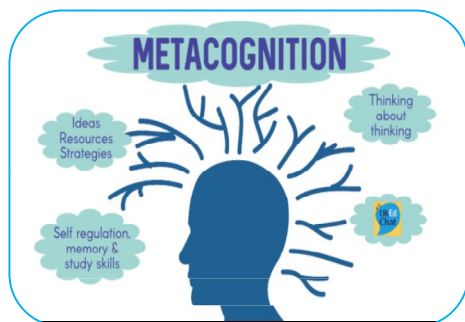 METACOGNITION
Ideas
Resources
Strategies
Thinking
about
thinking
Self regulation,
memory &
study skills
UKEd
Chat